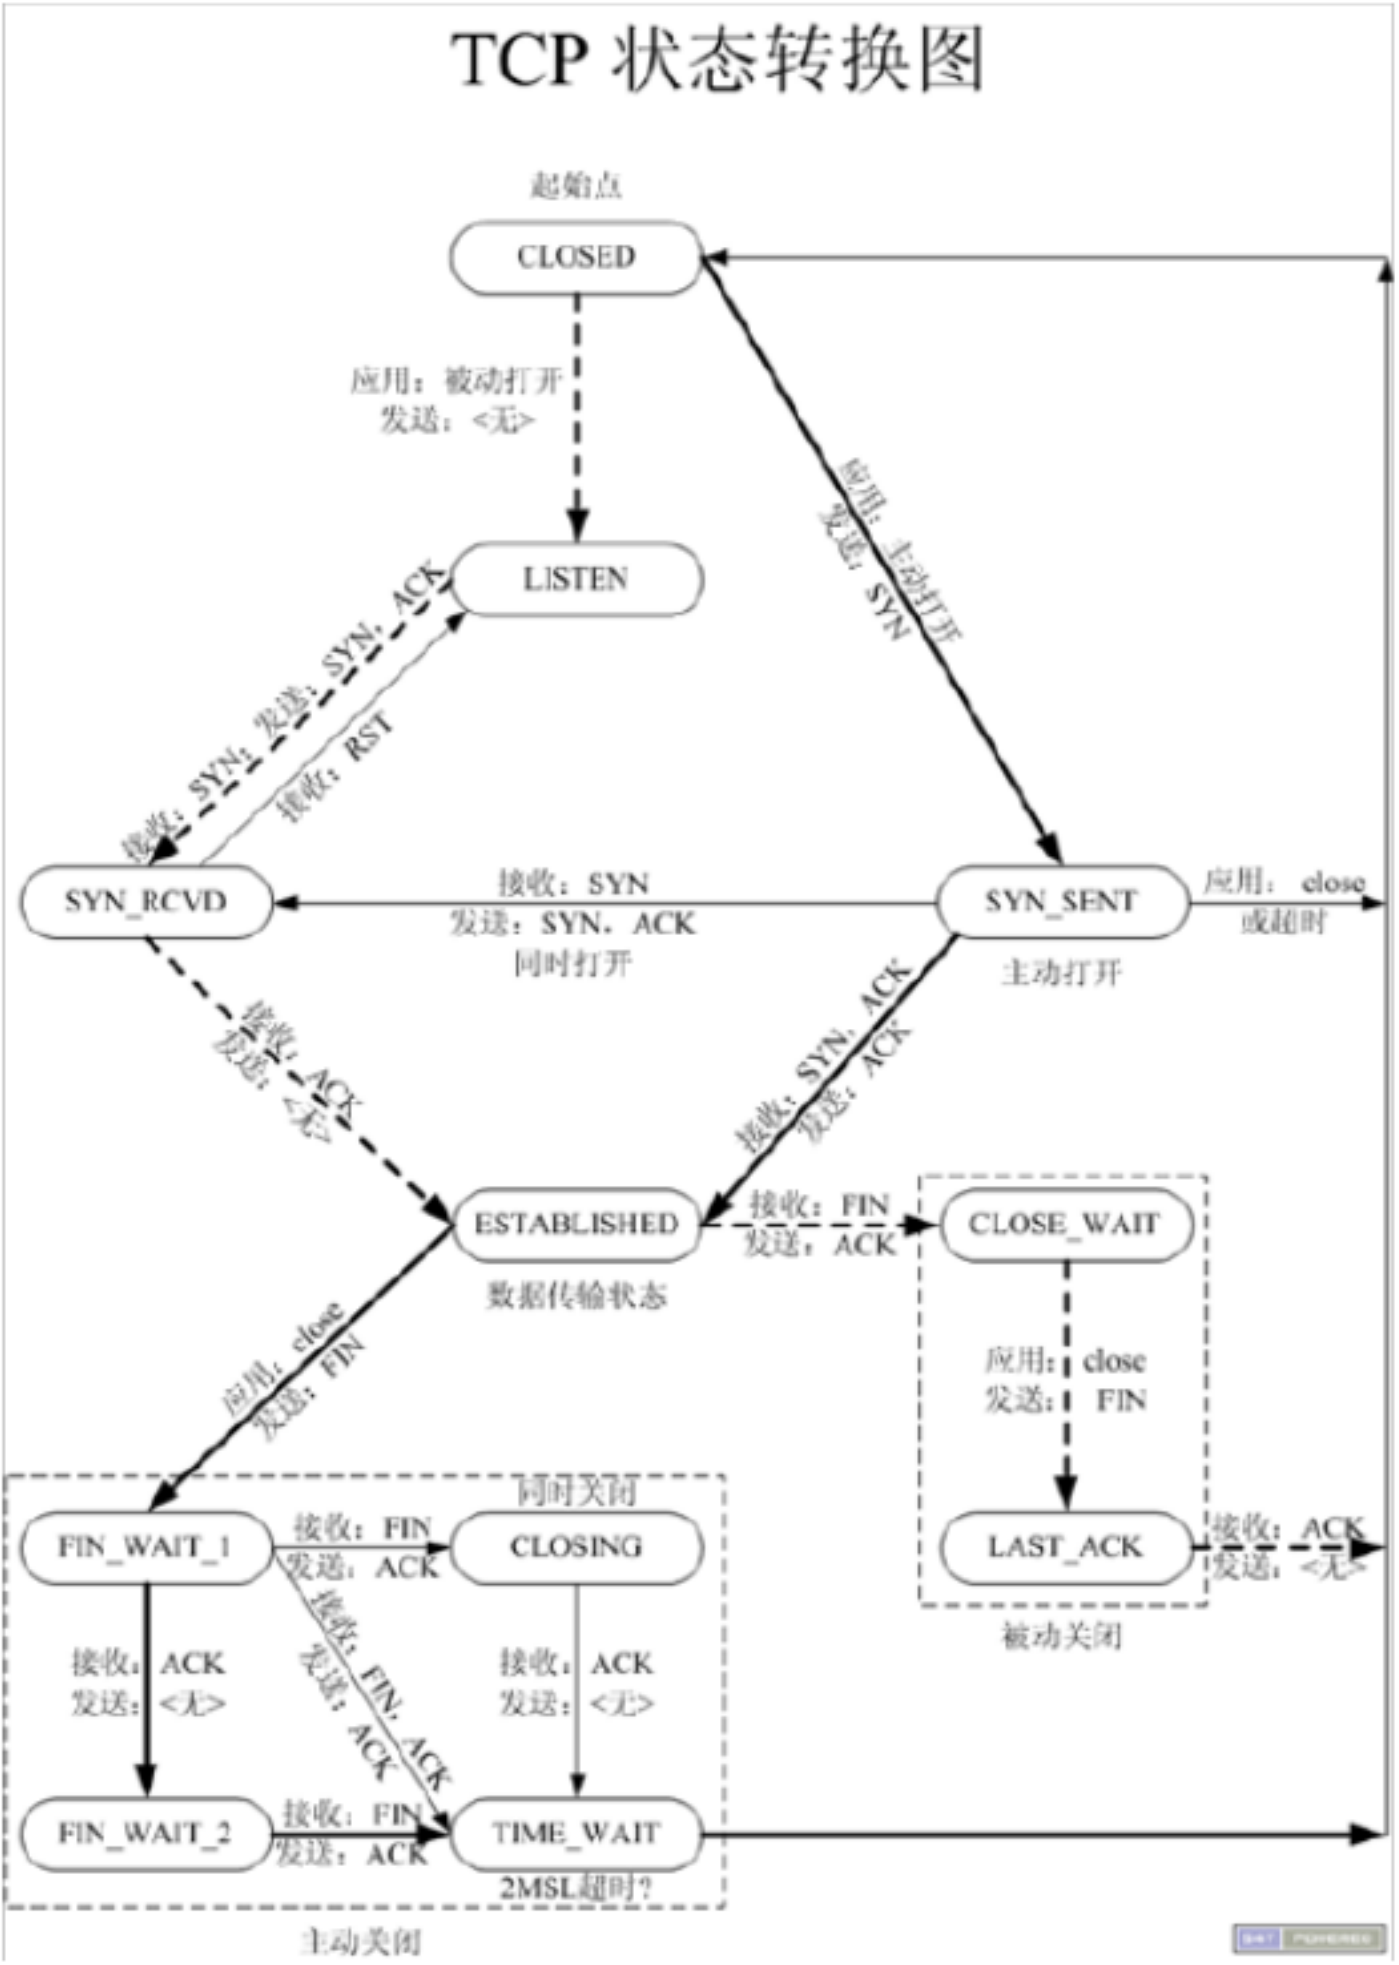 TCP 状态转换图
起始点
CLOSED
应用：被动打开
发送：<无>
应用：主动打开
发送：SYN
LISTEN
接收：SYN；发送：SYN，ACK
接收：RST
SYN_RCVD
接收：SYN
发送：SYN，ACK
同时打开
SYN_SENT
主动打开
应用： close
或超时
接收：ACK
发送：<无>
接收：SYN，ACK
发送：ACK
ESTABLISHED
数据传输状态
接收：FIN
发送：ACK
CLOSE_WAIT
应用：close
发送： FIN
应用：close
发送：FIN
LAST_ACK
接收：ACK
发送：<无>
被动关闭
同时关闭
FIN_WAIT_1
接收：FIN
发送：ACK
CLOSING
接收：ACK
发送：<无>
接收：FIN，ACK
发送：ACK
接收：ACK
发送：<无>
FIN_WAIT_2
接收：FIN
发送：ACK
TIME_WAIT
2MSL超时？
主动关闭